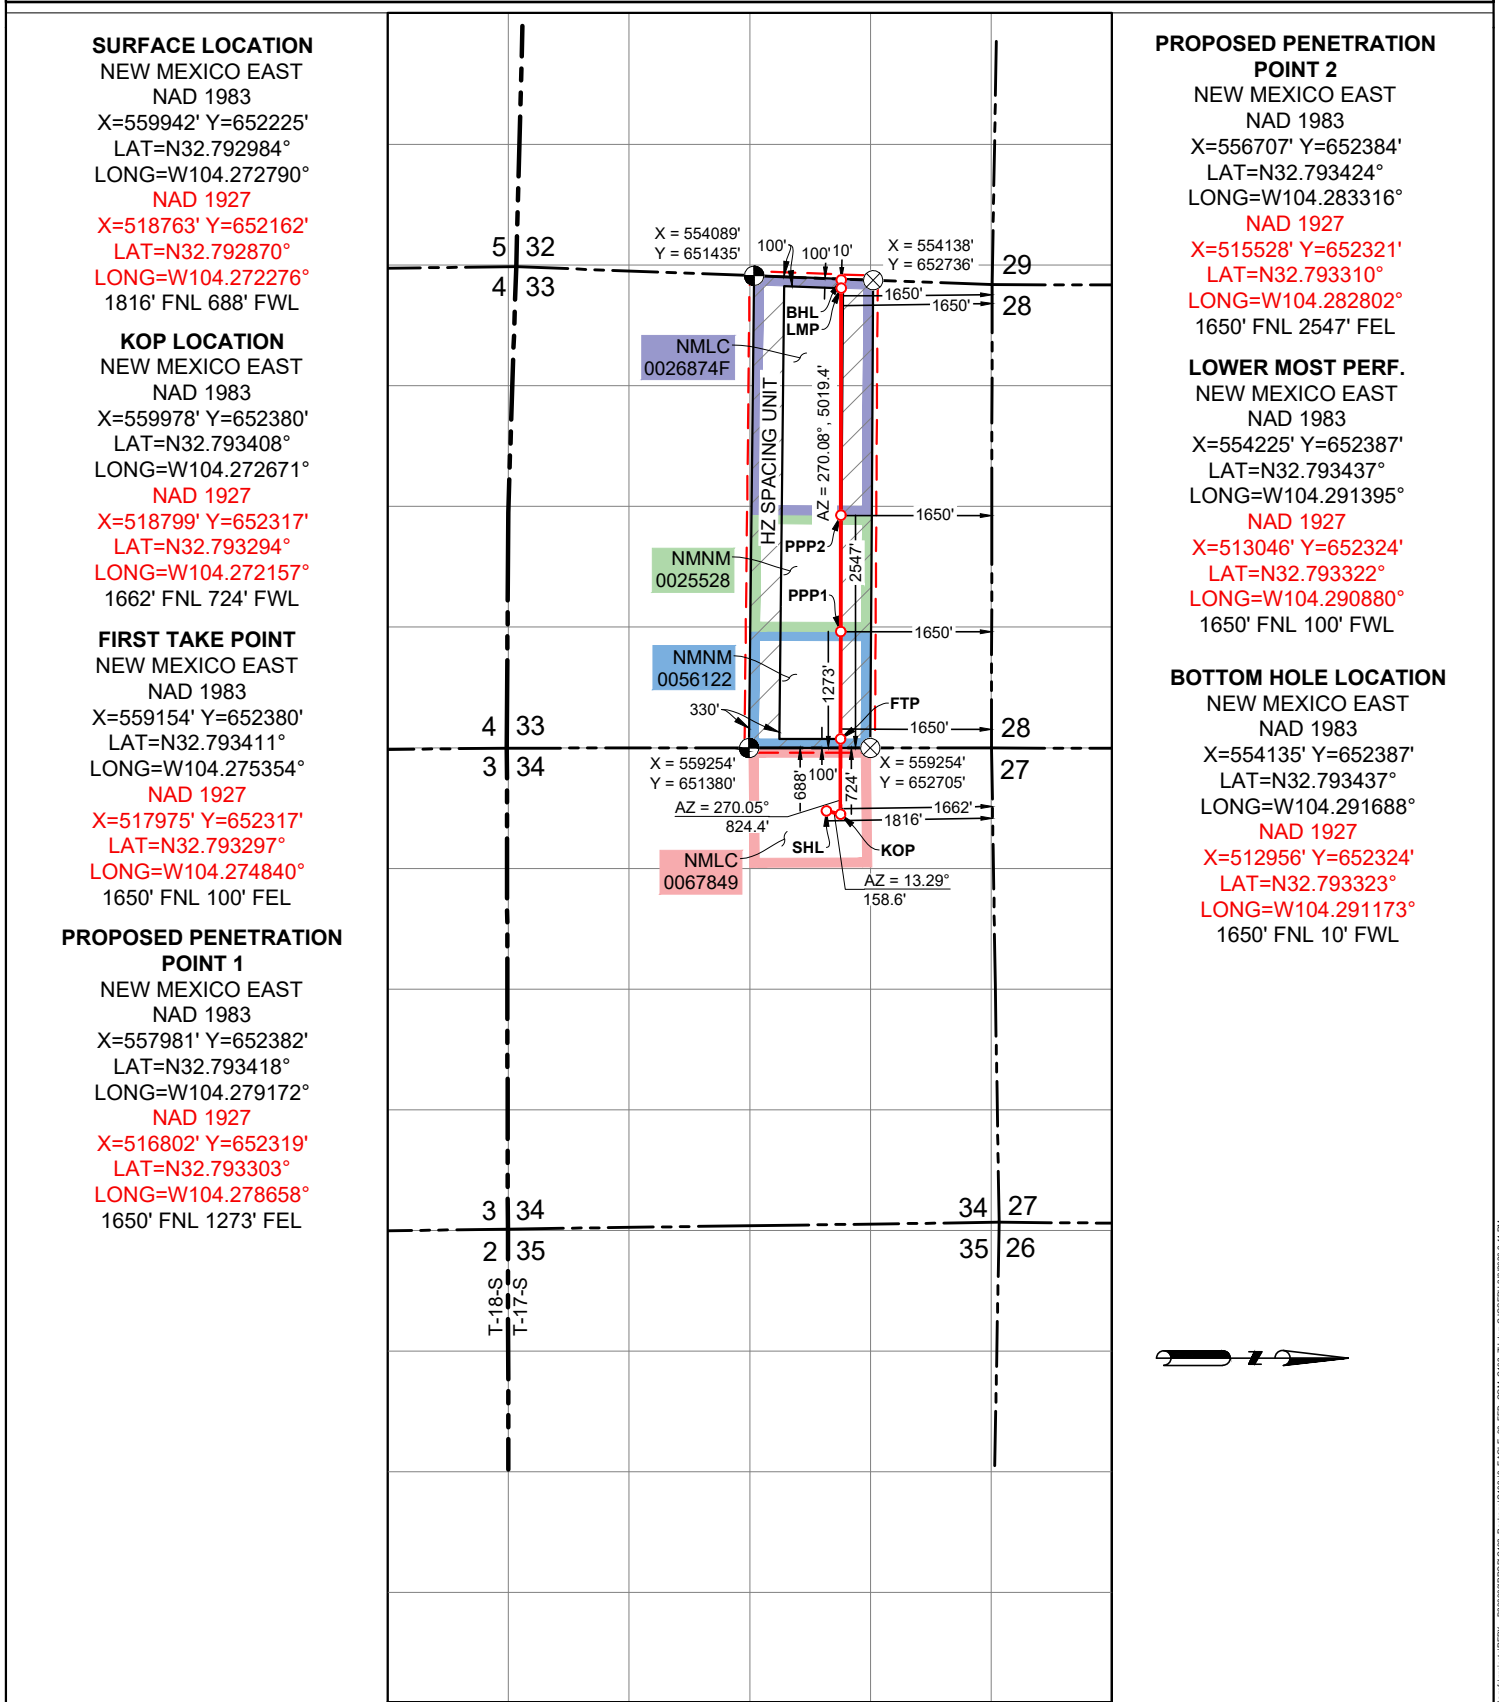 SURFACE LOCATION
NEW MEXICO EAST
NAD 1983
X=559942' Y=652225'
LAT=N32.792984°
LONG=W104.272790°
NAD 1927
X=518763' Y=652162'
LAT=N32.792870°
LONG=W104.272276°
1816' FNL 688' FWL
KOP LOCATION
NEW MEXICO EAST
NAD 1983
X=559978' Y=652380'
LAT=N32.793408°
LONG=W104.272671°
NAD 1927
X=518799' Y=652317'
LAT=N32.793294°
LONG=W104.272157°
1662' FNL 724' FWL
FIRST TAKE POINT
NEW MEXICO EAST
NAD 1983
X=559154' Y=652380'
LAT=N32.793411°
LONG=W104.275354°
NAD 1927
X=517975' Y=652317'
LAT=N32.793297°
LONG=W104.274840°
1650' FNL 100' FEL
PROPOSED PENETRATION
POINT 1
NEW MEXICO EAST
NAD 1983
X=557981' Y=652382'
LAT=N32.793418°
LONG=W104.279172°
NAD 1927
X=516802' Y=652319'
LAT=N32.793303°
LONG=W104.278658°
1650' FNL 1273' FEL
5 32
4 33
X = 554089'
Y = 651435'
100'
100'
10'
X = 554138'
Y = 652736'
29
28
1650'
1650'
BHL
LMP
NMLC
0026874F
HZ SPACING UNIT
AZ = 270.08°, 5019.4'
1650'
PPP2
2547'
NMNM
0025528
PPP1
1650'
NMNM
0056122
1273'
330'
FTP
1650'
4 33
3 34
28
27
X = 559254'
Y = 651380'
688'
100'
724'
X = 559254'
Y = 652705'
AZ = 270.05°
824.4'
1662'
1816'
SHL
KOP
NMLC
0067849
AZ = 13.29°
158.6'
3 34
2 35
34 27
35 26
T-18-S
T-17-S
Z
PROPOSED PENETRATION
POINT 2
NEW MEXICO EAST
NAD 1983
X=556707' Y=652384'
LAT=N32.793424°
LONG=W104.283316°
NAD 1927
X=515528' Y=652321'
LAT=N32.793310°
LONG=W104.282802°
1650' FNL 2547' FEL
LOWER MOST PERF.
NEW MEXICO EAST
NAD 1983
X=554225' Y=652387'
LAT=N32.793437°
LONG=W104.291395°
NAD 1927
X=513046' Y=652324'
LAT=N32.793322°
LONG=W104.290880°
1650' FNL 100' FWL
BOTTOM HOLE LOCATION
NEW MEXICO EAST
NAD 1983
X=554135' Y=652387'
LAT=N32.793437°
LONG=W104.291688°
NAD 1927
X=512956' Y=652324'
LAT=N32.793323°
LONG=W104.291173°
1650' FNL 10' FWL